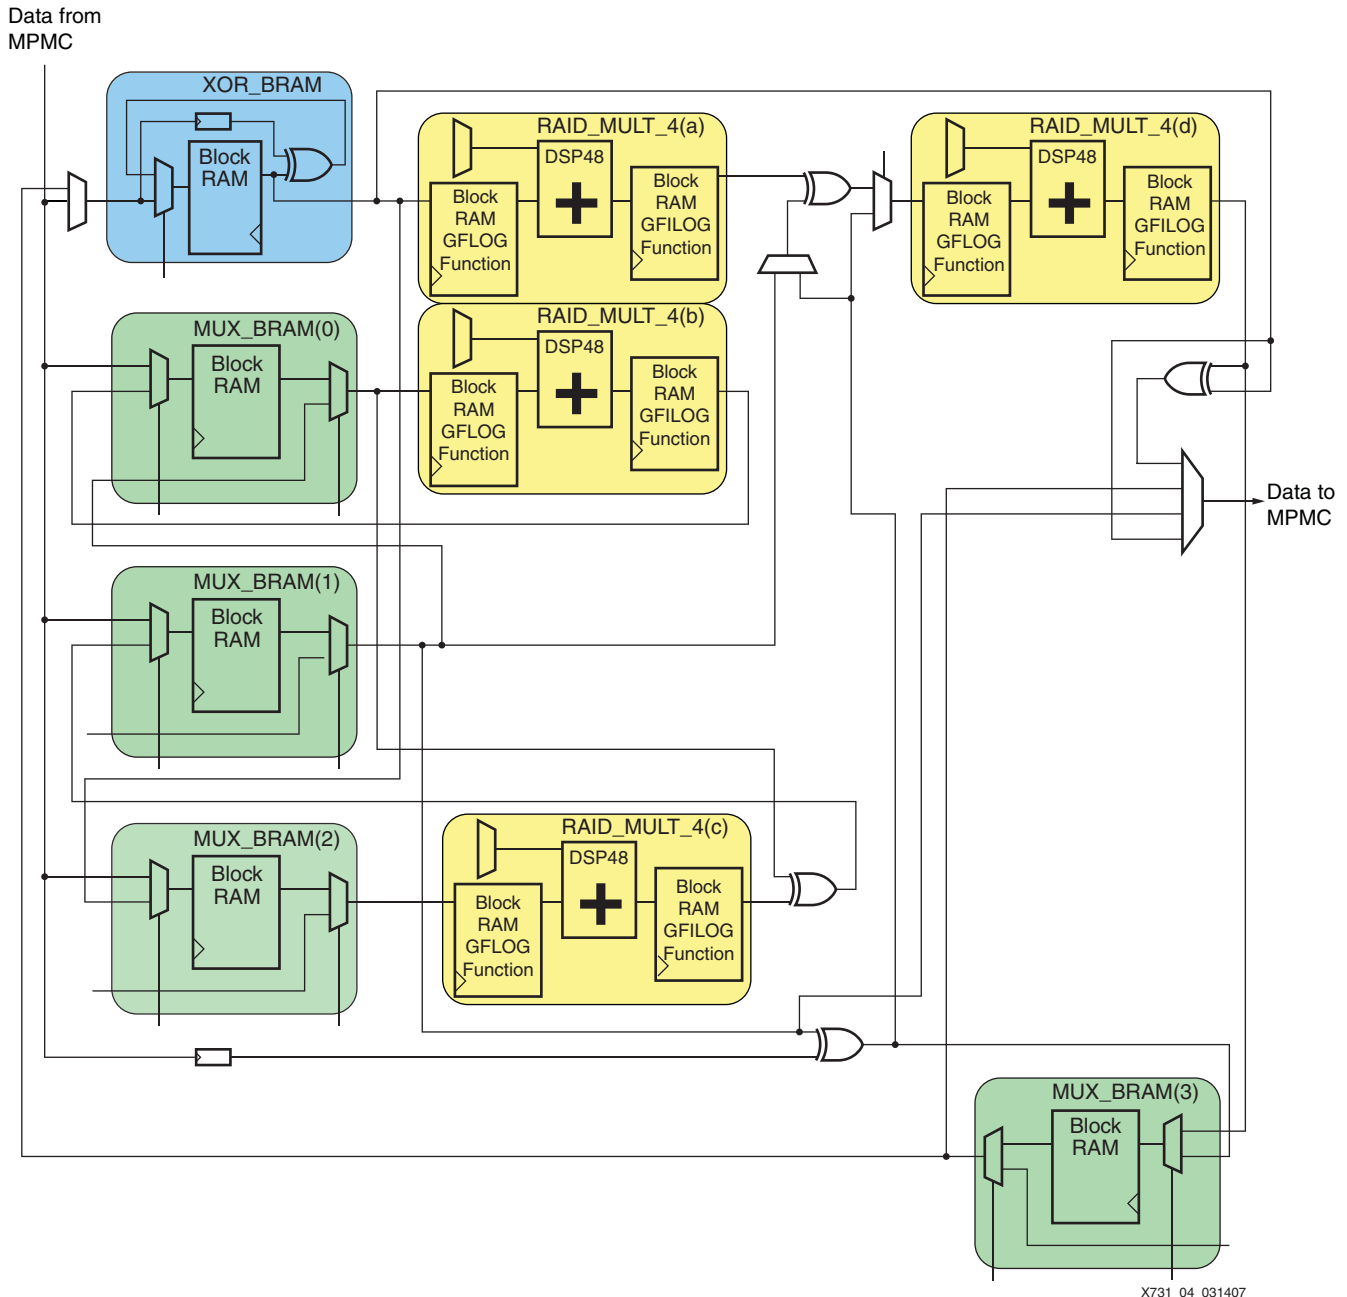 Data from
MPMC
XOR_BRAM
Block
RAM
RAID_MULT_4(a)
DSP48
Block
RAM
GFLOG
Function
Block
RAM
GFILOG
Function
RAID_MULT_4(d)
DSP48
Block
RAM
GFLOG
Function
Block
RAM
GFILOG
Function
MUX_BRAM(0)
Block
RAM
RAID_MULT_4(b)
DSP48
Block
RAM
GFLOG
Function
Block
RAM
GFILOG
Function
Data to
MPMC
MUX_BRAM(1)
Block
RAM
MUX_BRAM(2)
Block
RAM
RAID_MULT_4(c)
DSP48
Block
RAM
GFLOG
Function
Block
RAM
GFILOG
Function
MUX_BRAM(3)
Block
RAM
X731_04_031407